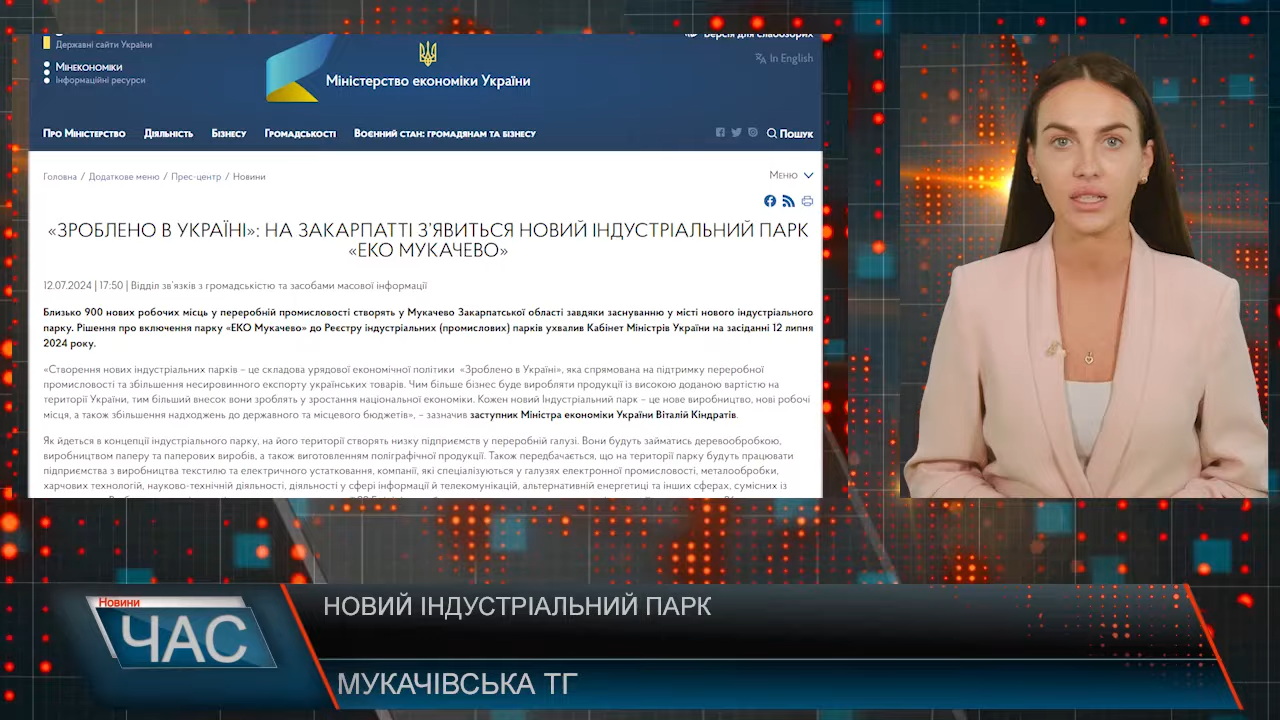 Державні сайти України
Версія для слабозорих
Мінекономіки
Інформаційні ресурси
In English
Міністерство економіки України
Про Міністерство Діяльність Бізнесу Громадськості Воєнний стан: громадянам та бізнесу Пошук
Головна / Додаткове меню / Прес-центр / Новини Меню
«ЗРОБЛЕНО В УКРАЇНІ»: НА ЗАКАРПАТТІ З’ЯВИТЬСЯ НОВИЙ ІНДУСТРІАЛЬНИЙ ПАРК
«ЕКО МУКАЧЕВО»
12.07.2024 | 17:50 | Відділ зв’язків з громадськістю та засобами масової інформації
Близько 900 нових робочих місць у переробній промисловості створять у Мукачево Закарпатської області завдяки заснуванню у місті нового індустріального
парку. Рішення про включення парку «ЕКО Мукачево» до Реєстру індустріальних (промислових) парків ухвалив Кабінет Міністрів України на засіданні 12 липня
2024 року.
«Створення нових індустріальних парків – це складова урядової економічної політики «Зроблено в Україні», яка спрямована на підтримку переробної
промисловості та збільшення несировинного експорту українських товарів. Чим більше бізнес буде виробляти продукції із високою доданою вартістю на
території України, тим більший внесок вони зроблять у зростання національної економіки. Кожен новий Індустріальний парк – це нове виробництво, нові робочі
місця, а також збільшення надходжень до державного та місцевого бюджетів», – зазначив заступник Міністра економіки України Віталій Кіндратів.
Як йдеться в концепції індустріального парку, на його території створять низку підприємств у переробній галузі. Вони будуть займатись деревообробкою,
виробництвом паперу та паперових виробів, а також виготовленням поліграфічної продукції. Також передбачається, що на території парку будуть працювати
підприємства з виробництва текстилю та електричного устатковання, компанії, які спеціалізуються у галузях електронної промисловості, металообробки,
харчових технологій, науково-технічній діяльності, діяльності у сфері інформації й телекомунікацій, альтернативній енергетиці та інших сферах, сумісних із
Новини
ЧАС
НОВИЙ ІНДУСТРІАЛЬНИЙ ПАРК
МУКАЧІВСЬКА ТГ